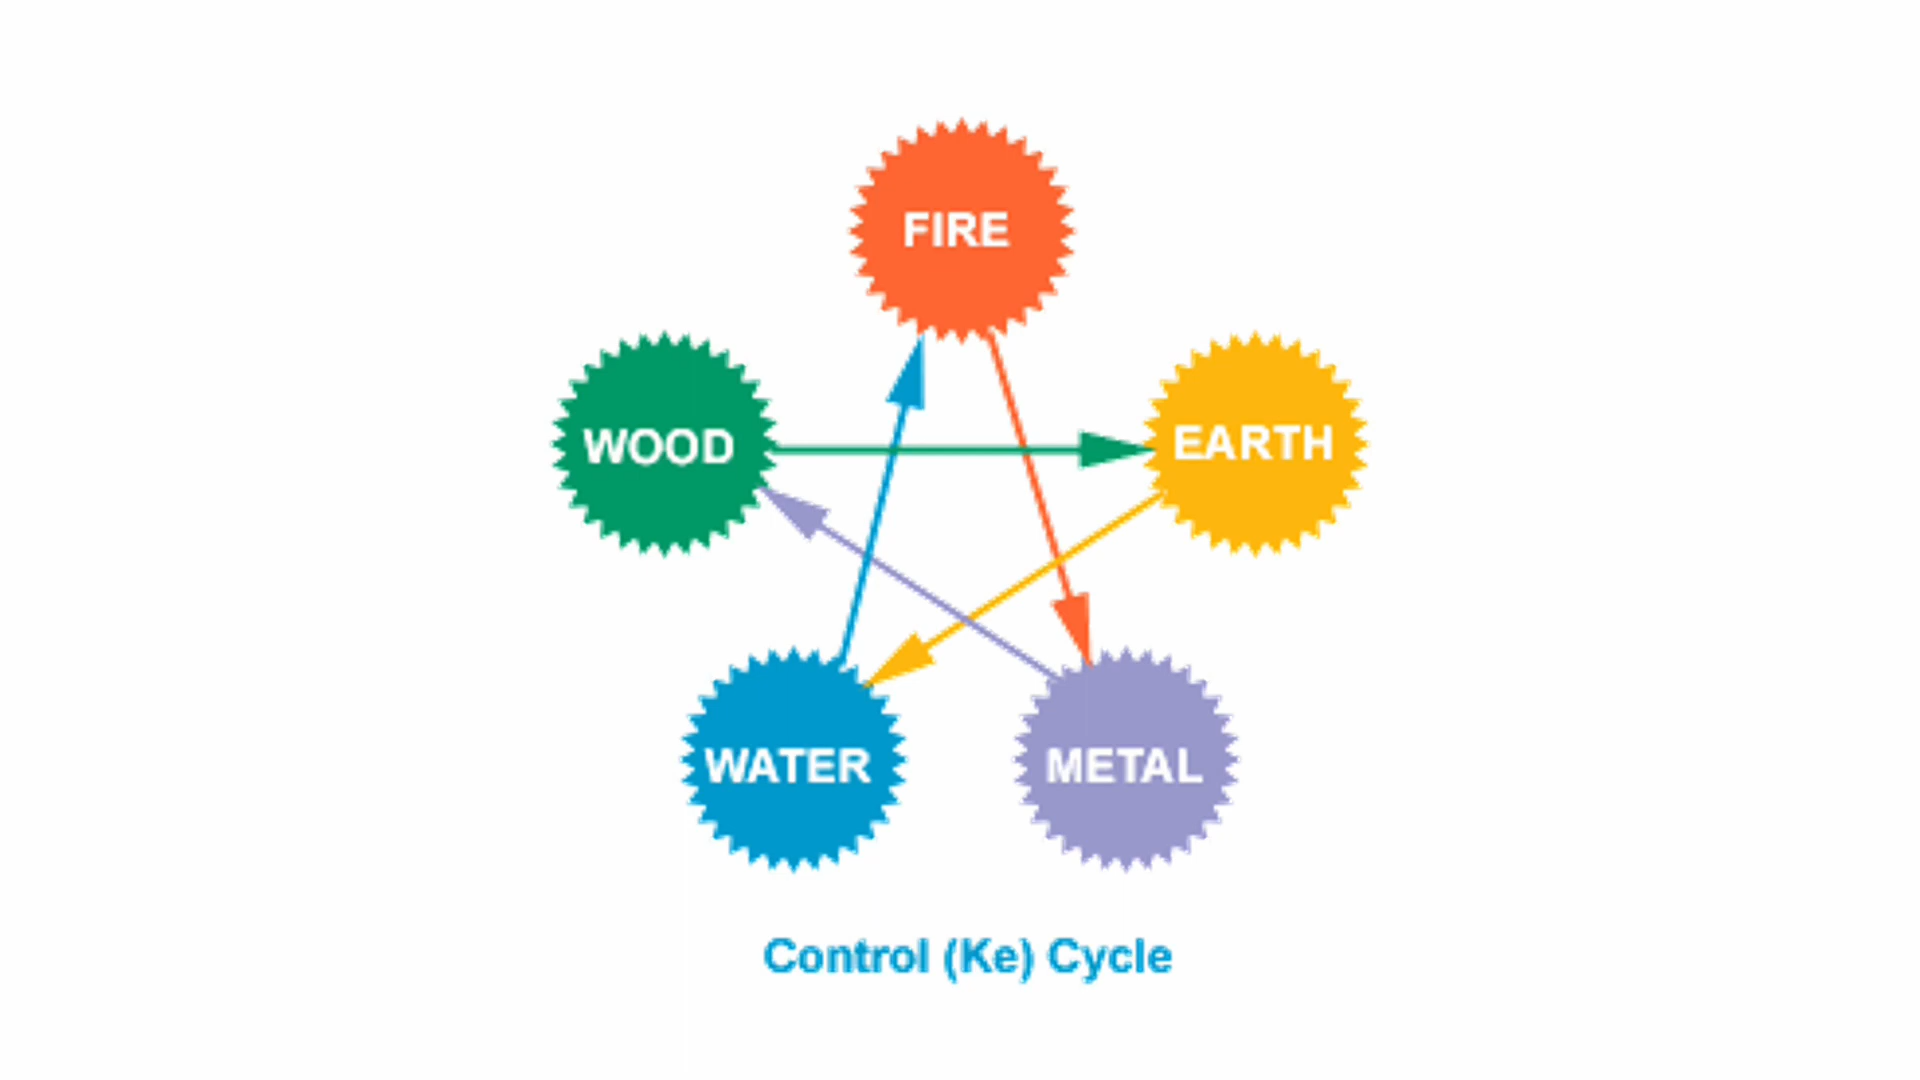 FIRE
WOOD
EARTH
WATER
METAL
Control (Ke) Cycle